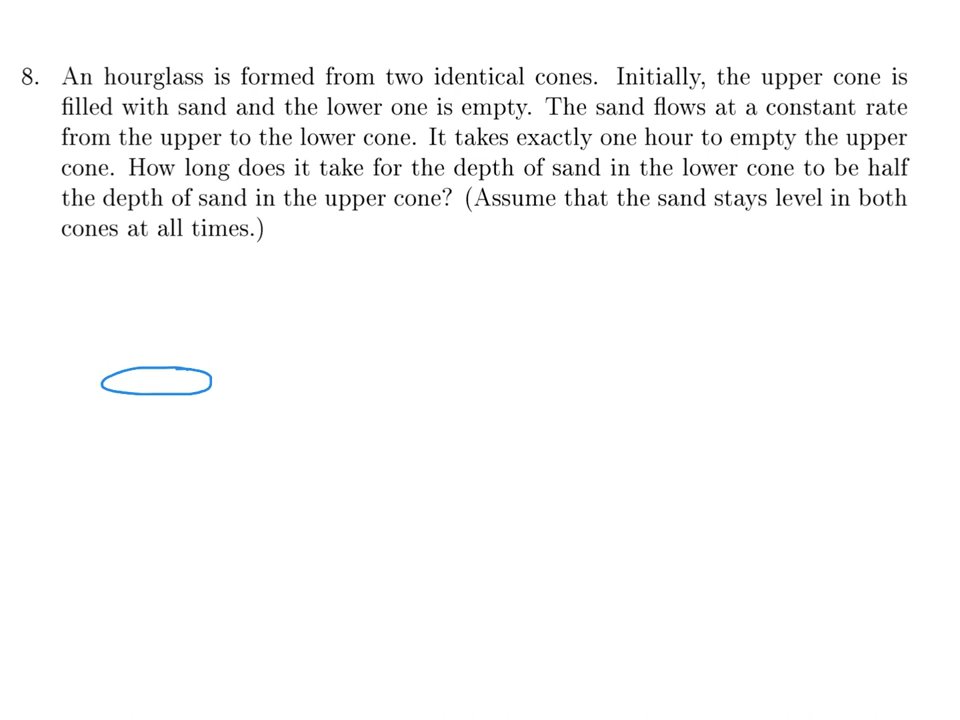 8. An hourglass is formed from two identical cones. Initially, the upper cone is
filled with sand and the lower one is empty. The sand flows at a constant rate
from the upper to the lower cone. It takes exactly one hour to empty the upper
cone. How long does it take for the depth of sand in the lower cone to be half
the depth of sand in the upper cone? (Assume that the sand stays level in both
cones at all times.)